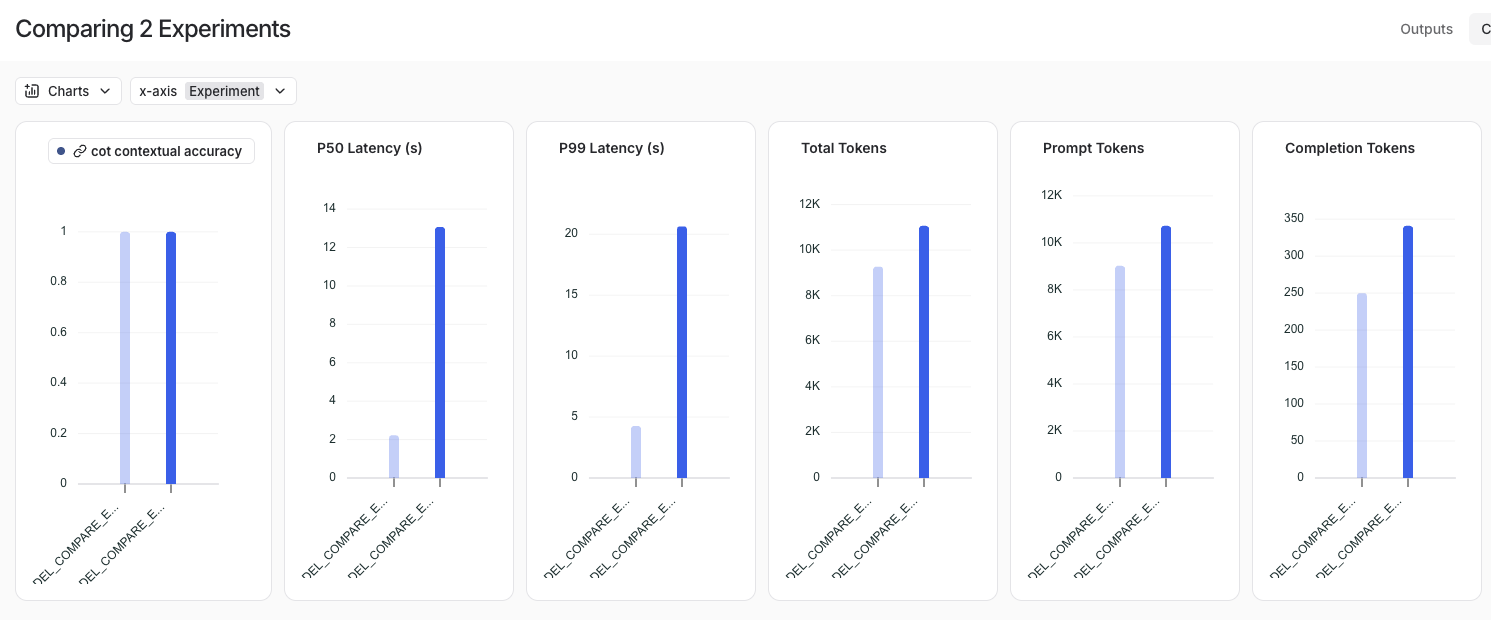 Comparing 2 Experiments
Outputs
C
Charts
x-axis Experiment
cot contextual accuracy
1
0.8
0.6
0.4
0.2
0
DEL_COMPARE_E...
DEL_COMPARE_E...
P50 Latency (s)
14
12
10
8
6
4
2
0
DEL_COMPARE_E...
DEL_COMPARE_E...
P99 Latency (s)
20
15
10
5
0
DEL_COMPARE_E...
DEL_COMPARE_E...
Total Tokens
12K
10K
8K
6K
4K
2K
0
DEL_COMPARE_E...
DEL_COMPARE_E...
Prompt Tokens
12K
10K
8K
6K
4K
2K
0
DEL_COMPARE_E...
DEL_COMPARE_E...
Completion Tokens
350
300
250
200
150
100
50
0
DEL_COMPARE_E...
DEL_COMPARE_E...